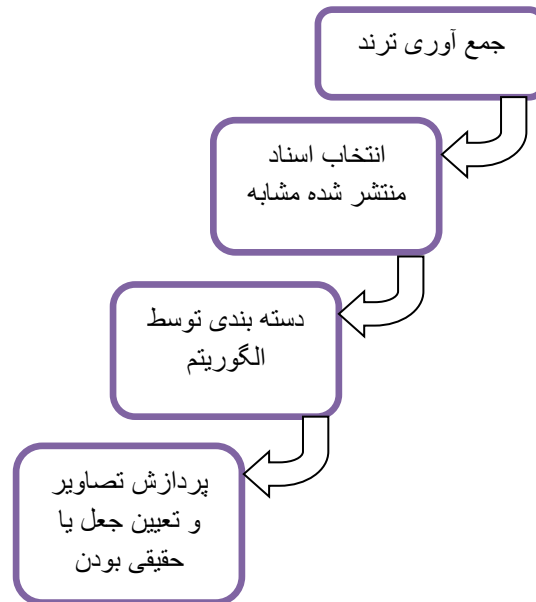 جمع آوری ترند
انتخاب اسناد
منتشر شده مشابه
دسته بندی توسط
الگوریتم
پردازش تصاویر
و تعیین جعل یا
حقیقی بودن